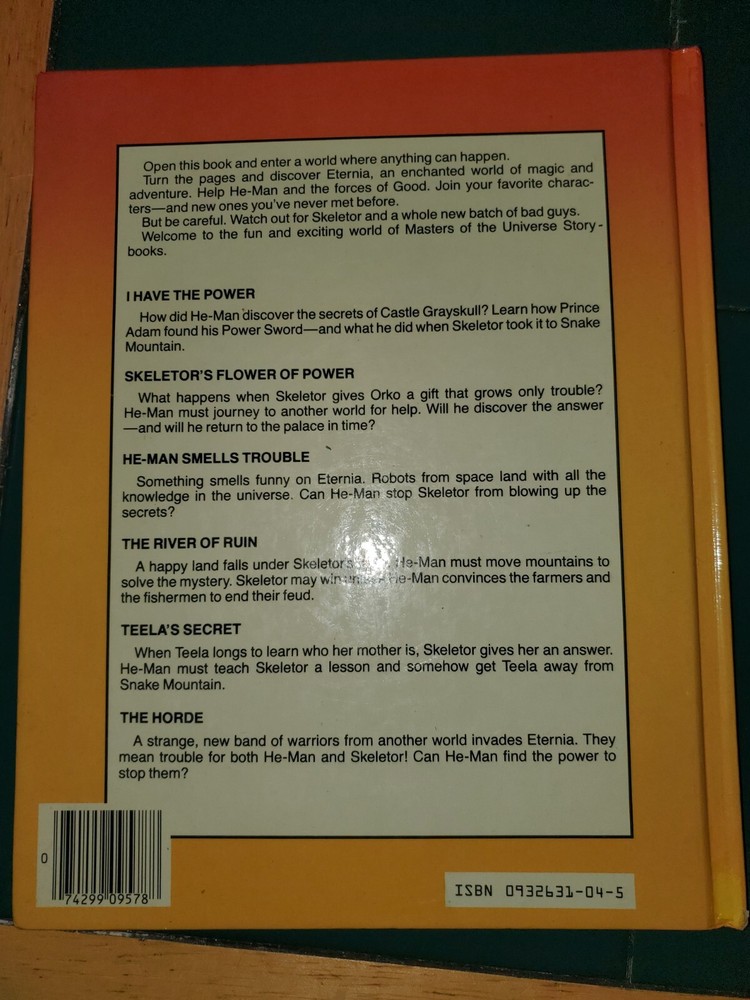 Open this book and enter a world where anything can happen.
Turn the pages and discover Eternia, an enchanted world of magic and
adventure. Help He-Man and the forces of Good. Join your favorite charac-
ters—and new ones you've never met before.
But be careful. Watch out for Skeletor and a whole new batch of bad guys.
Welcome to the fun and exciting world of Masters of the Universe Story-
books.
I HAVE THE POWER
How did He-Man discover the secrets of Castle Grayskull? Learn how Prince
Adam found his Power Sword—and what he did when Skeletor took it to Snake
Mountain.
SKELETOR'S FLOWER OF POWER
What happens when Skeletor gives Orko a gift that grows only trouble?
He-Man must journey to another world for help. Will he discover the answer
—and will he return to the palace in time?
HE-MAN SMELLS TROUBLE
Something smells funny on Eternia. Robots from space land with all the
knowledge in the universe. Can He-Man stop Skeletor from blowing up the
secrets?
THE RIVER OF RUIN
A happy land falls under Skeletor's He-Man must move mountains to
solve the mystery. Skeletor may win unless He-Man convinces the farmers and
the fishermen to end their feud.
TEELA'S SECRET
When Teela longs to learn who her mother is, Skeletor gives her an answer.
He-Man must teach Skeletor a lesson and somehow get Teela away from
Snake Mountain.
THE HORDE
A strange, new band of warriors from another world invades Eternia. They
mean trouble for both He-Man and Skeletor! Can He-Man find the power to
stop them?
0 74299 09578
ISBN 0932631-04-5